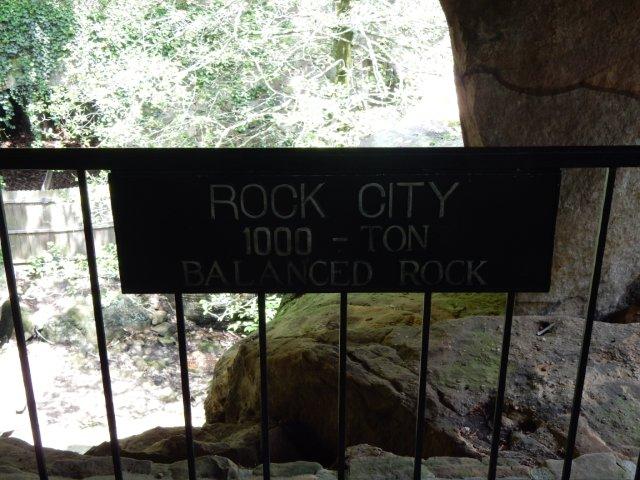 ROCK CITY
1000 - TON
BALANCED ROCK